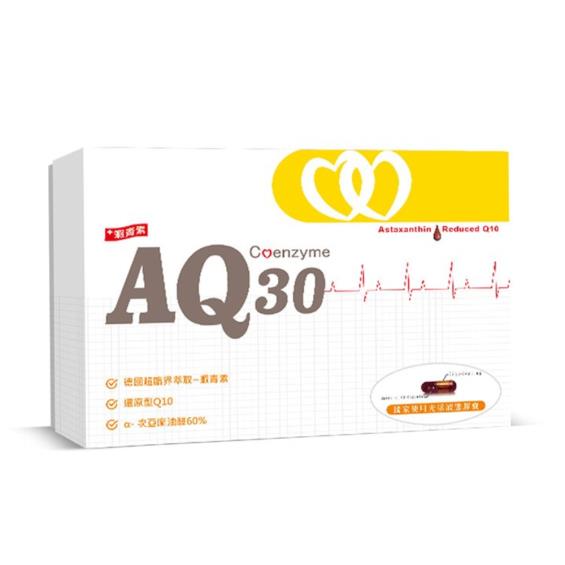 +蝦青素
Astaxanthin Reduced Q10
Coenzyme
AQ30
德國超臨界萃取-蝦青素
還原型Q10
α-次亞麻油酸60%